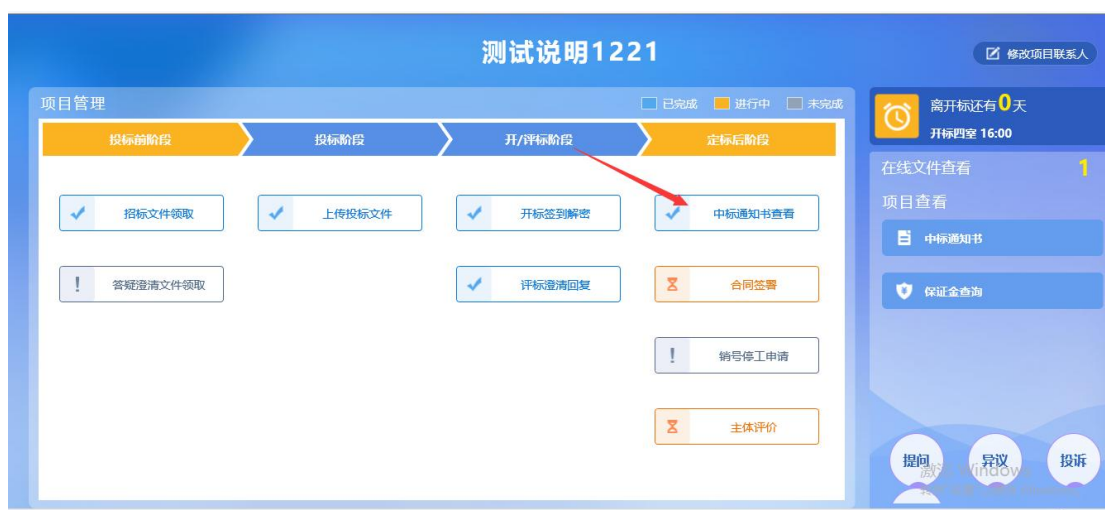 测试说明1221
修改项目联系人
项目管理
已完成 进行中 未完成
投标前阶段 投标阶段 开/评标阶段 定标后阶段
招标文件领取 上传投标文件 开标签到解密 中标通知书查看
答疑澄清文件领取 评标澄清回复 合同签署
销号停工申请
主体评价
离开标还有0天
开标四室 16:00
在线文件查看 1
项目查看
中标通知书
保证金查询
提问 异议 投诉
激活 Windows